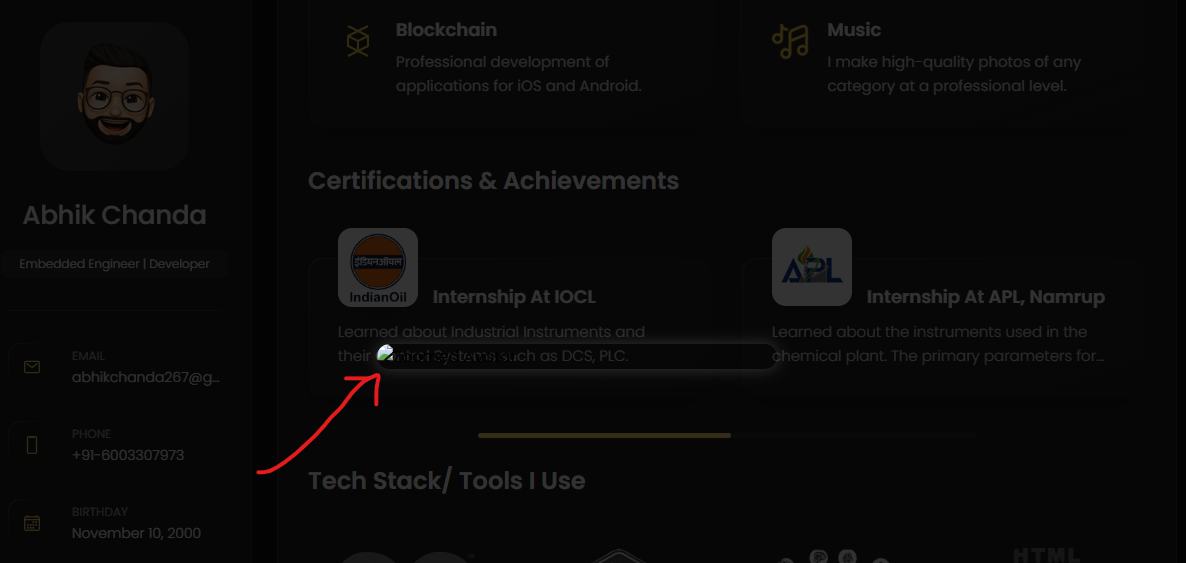 Abhik Chanda
Embedded Engineer | Developer
EMAIL
abhikchanda267@g...
PHONE
+91-6003307973
BIRTHDAY
November 10, 2000
Blockchain
Professional development of
applications for iOS and Android.
Music
I make high-quality photos of any
category at a professional level.
Certifications & Achievements
इंडियनऑयल
IndianOil
Internship At IOCL
Learned about Industrial Instruments and
their such as DCS, PLC.
APL
Internship At APL, Namrup
Learned about the instruments used in the
chemical plant. The primary parameters for...
Tech Stack/ Tools I Use
HTML